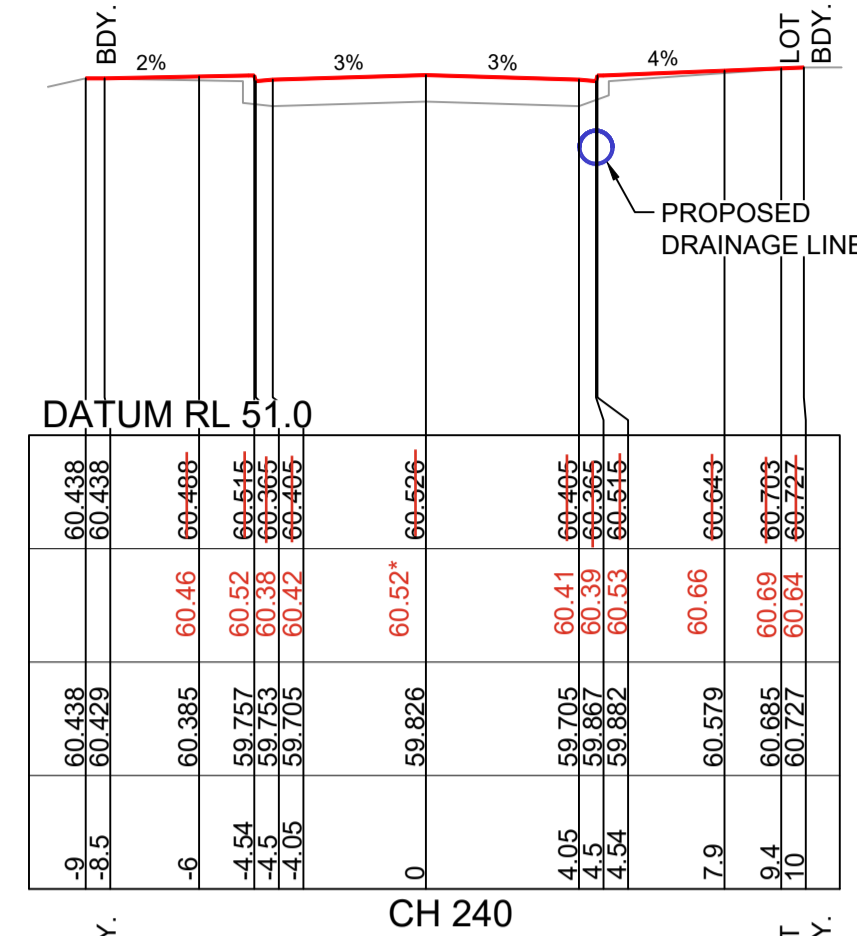 BDY.
LOT
BDY.
2%
3%
3%
4%
PROPOSED
DRAINAGE LINE
DATUM RL 51.0
60.438 60.438 60.488 60.515 60.365 60.405 60.526 60.405 60.365 60.515 60.643 60.703 60.727
60.46 60.52 60.38 60.42 60.52* 60.41 60.39 60.53 60.66 60.69 60.64
60.438 60.429 60.385 59.757 59.753 59.705 59.826 59.705 59.867 59.882 60.579 60.685 60.727
-9 -8.5 -6 -4.54 -4.5 -4.05 0 4.05 4.5 4.54 7.9 9.4 10
CH 240